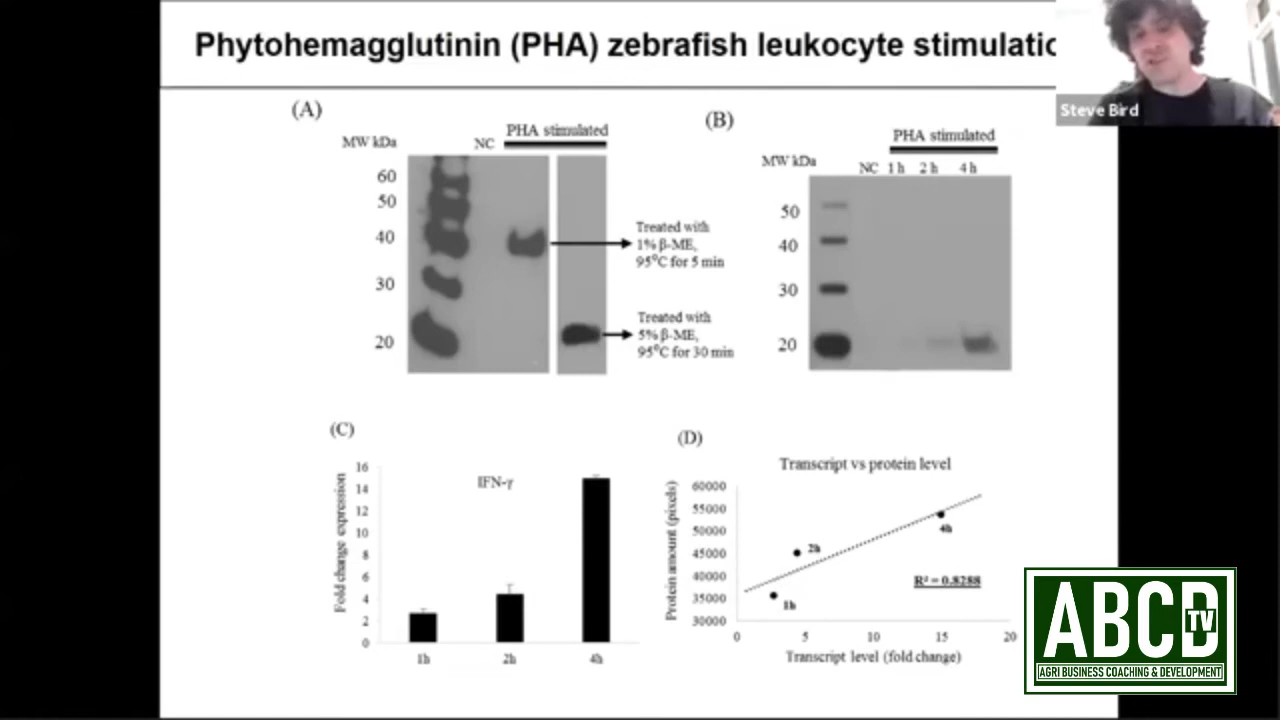 Phytohemagglutinin (PHA) zebrafish leukocyte stimulatio
Steve Bird
(A)
PHA stimulated
NC
MW kDa
60
50
40
30
20
Treated with
1% β-ME,
95⁰C for 5 min
Treated with
5% β-ME,
95⁰C for 30 min
(B)
PHA stimulated
MW kDa
NC 1 h 2 h 4 h
50
40
30
20
(C)
IFN-γ
Fold change expression
16
14
12
10
8
6
4
2
0
1h 2h 4h
(D)
Transcript vs protein level
Protein amount (pixels)
60000
55000
50000
45000
40000
35000
30000
2h
4h
1h
R² = 0.8288
0 5 10 15 20
Transcript level (fold change)
ABCD TV
AGRI BUSINESS COACHING & DEVELOPMENT